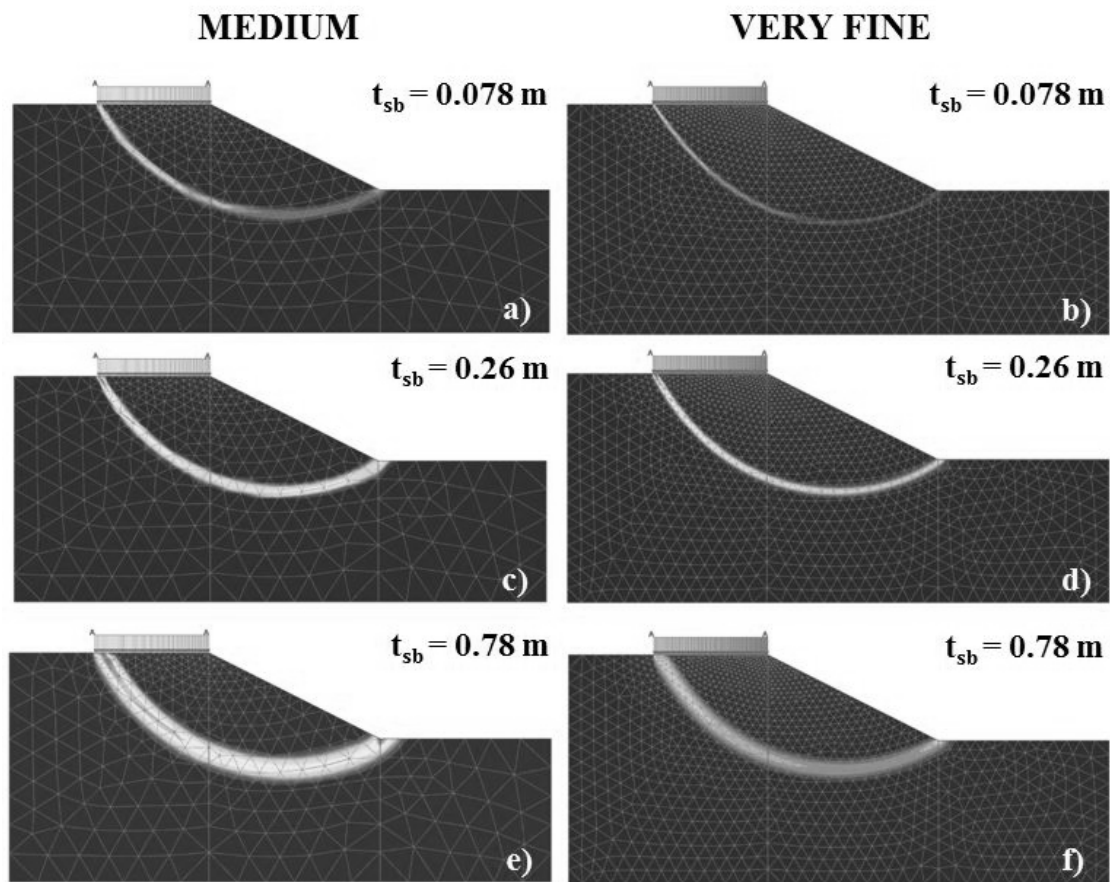 MEDIUM VERY FINE
A A t_sb = 0.078 m A A t_sb = 0.078 m
a) b)
A A t_sb = 0.26 m A A t_sb = 0.26 m
c) d)
A A t_sb = 0.78 m A A t_sb = 0.78 m
e) f)